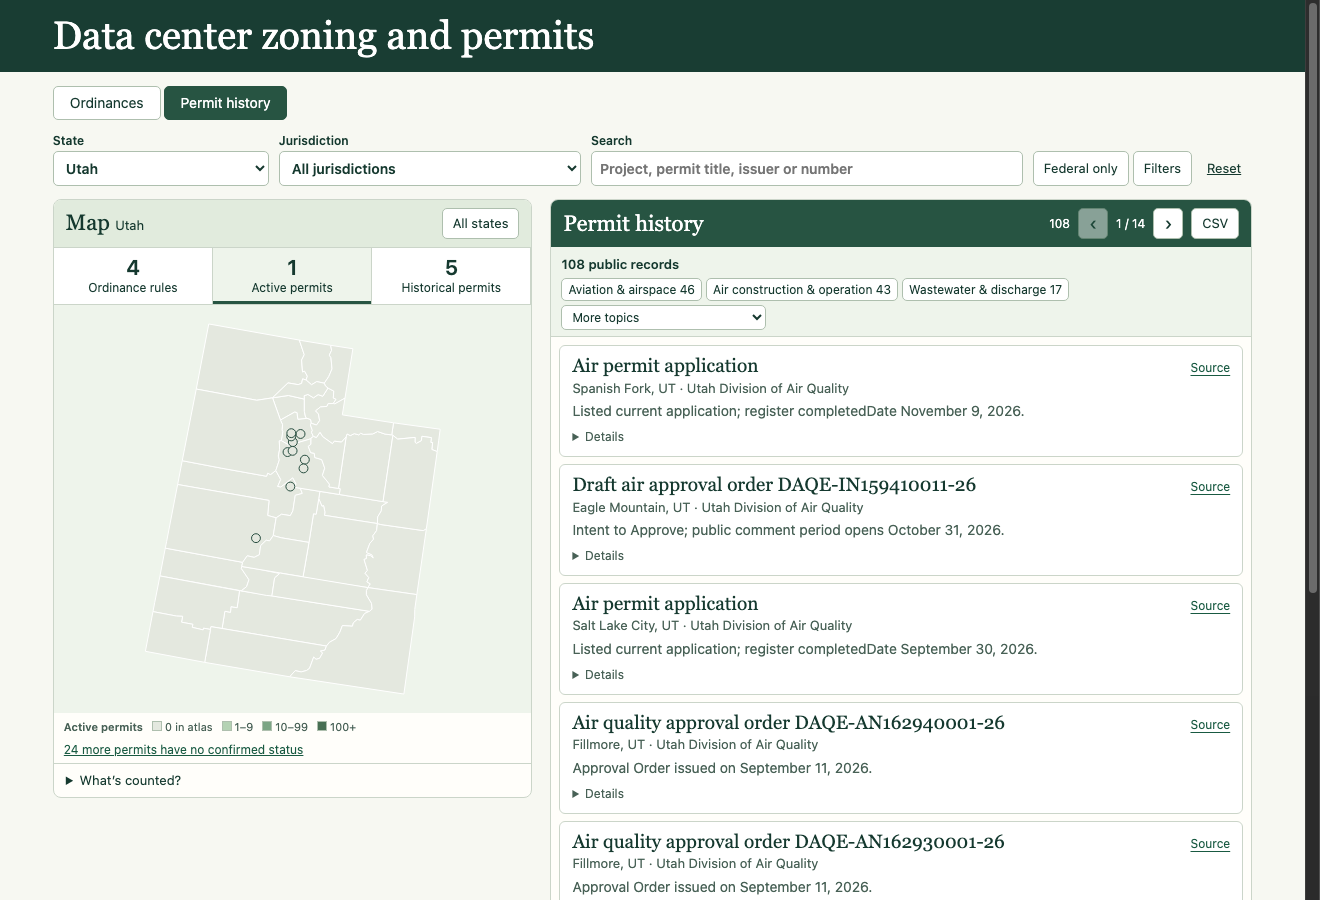 Data center zoning and permits
Ordinances
Permit history
State
Jurisdiction
Search
Utah
All jurisdictions
Project, permit title, issuer or number
Federal only
Filters
Reset
Map Utah
All states
4
Ordinance rules
1
Active permits
5
Historical permits
Active permits 0 in atlas 1–9 10–99 100+
24 more permits have no confirmed status
What's counted?
Permit history
108
1 / 14
CSV
108 public records
Aviation & airspace 46
Air construction & operation 43
Wastewater & discharge 17
More topics
Air permit application
Source
Spanish Fork, UT · Utah Division of Air Quality
Listed current application; register completedDate November 9, 2026.
Details
Draft air approval order DAQE-IN159410011-26
Source
Eagle Mountain, UT · Utah Division of Air Quality
Intent to Approve; public comment period opens October 31, 2026.
Details
Air permit application
Source
Salt Lake City, UT · Utah Division of Air Quality
Listed current application; register completedDate September 30, 2026.
Details
Air quality approval order DAQE-AN162940001-26
Source
Fillmore, UT · Utah Division of Air Quality
Approval Order issued on September 11, 2026.
Details
Air quality approval order DAQE-AN162930001-26
Source
Fillmore, UT · Utah Division of Air Quality
Approval Order issued on September 11, 2026.